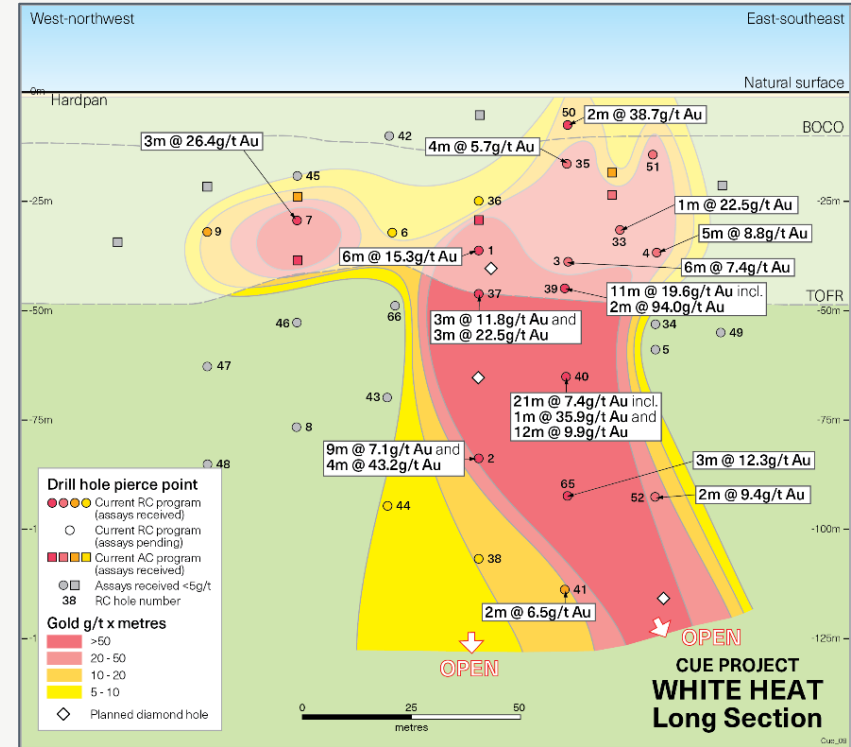 West-northwest
East-southeast
Natural surface
0m
Hardpan
50
2m @ 38.7g/t Au
BOCO
42
3m @ 26.4g/t Au
4m @ 5.7g/t Au
35
51
45
-25m
36
-25m
1m @ 22.5g/t Au
9
7
6
33
5m @ 8.8g/t Au
6m @ 15.3g/t Au
1
3
4
6m @ 7.4g/t Au
39
11m @ 19.6g/t Au incl.
2m @ 94.0g/t Au
37
TOFR
-50m
66
-50m
46
3m @ 11.8g/t Au and
3m @ 22.5g/t Au
34
49
5
47
40
43
21m @ 7.4g/t Au incl.
1m @ 35.9g/t Au and
12m @ 9.9g/t Au
-75m
8
-75m
9m @ 7.1g/t Au and
4m @ 43.2g/t Au
2
3m @ 12.3g/t Au
48
65
52
2m @ 9.4g/t Au
44
-100m
38
41
2m @ 6.5g/t Au
-125m
OPEN
OPEN
Drill hole pierce point
Current RC program
(assays received)
Current RC program
(assays pending)
Current AC program
(assays received)
Assays received <5g/t
38 RC hole number
Gold g/t x metres
>50
20 - 50
10 - 20
5 - 10
Planned diamond hole
0 25 50
metres
CUE PROJECT
WHITE HEAT
Long Section